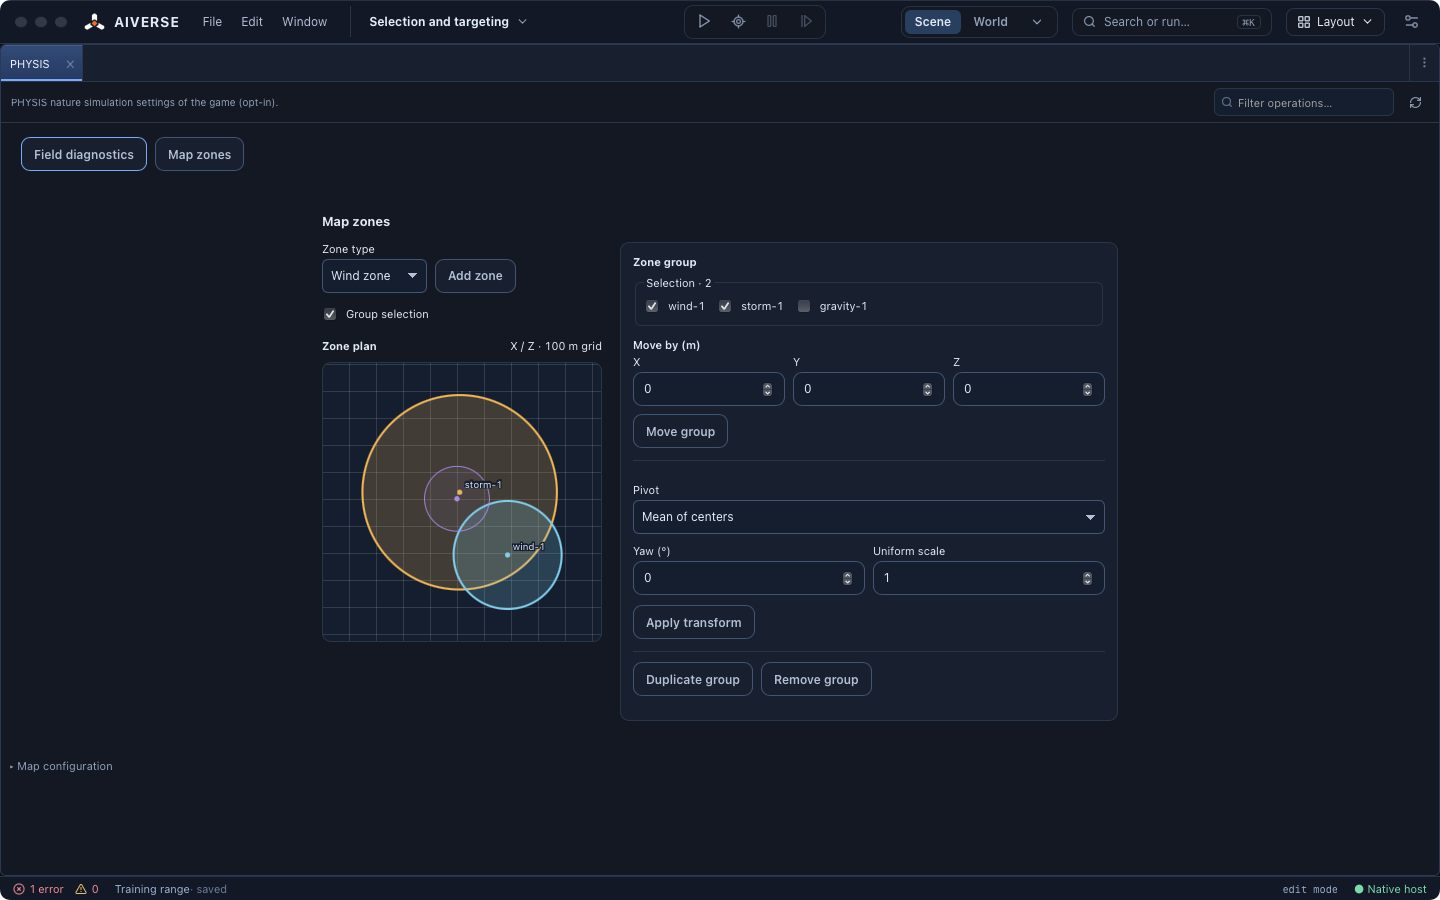 AIVERSE File Edit Window Selection and targeting Scene World Search or run... ⌘K Layout
PHYSIS
PHYSIS nature simulation settings of the game (opt-in). Filter operations...
Field diagnostics Map zones
Map zones
Zone type
Wind zone Add zone
Group selection
Zone plan X / Z · 100 m grid
storm-1
wind-1
Zone group
Selection · 2
wind-1 storm-1 gravity-1
Move by (m)
X Y Z
0 0 0
Move group
Pivot
Mean of centers
Yaw (°) Uniform scale
0 1
Apply transform
Duplicate group Remove group
Map configuration
1 error 0 Training range · saved edit mode Native host